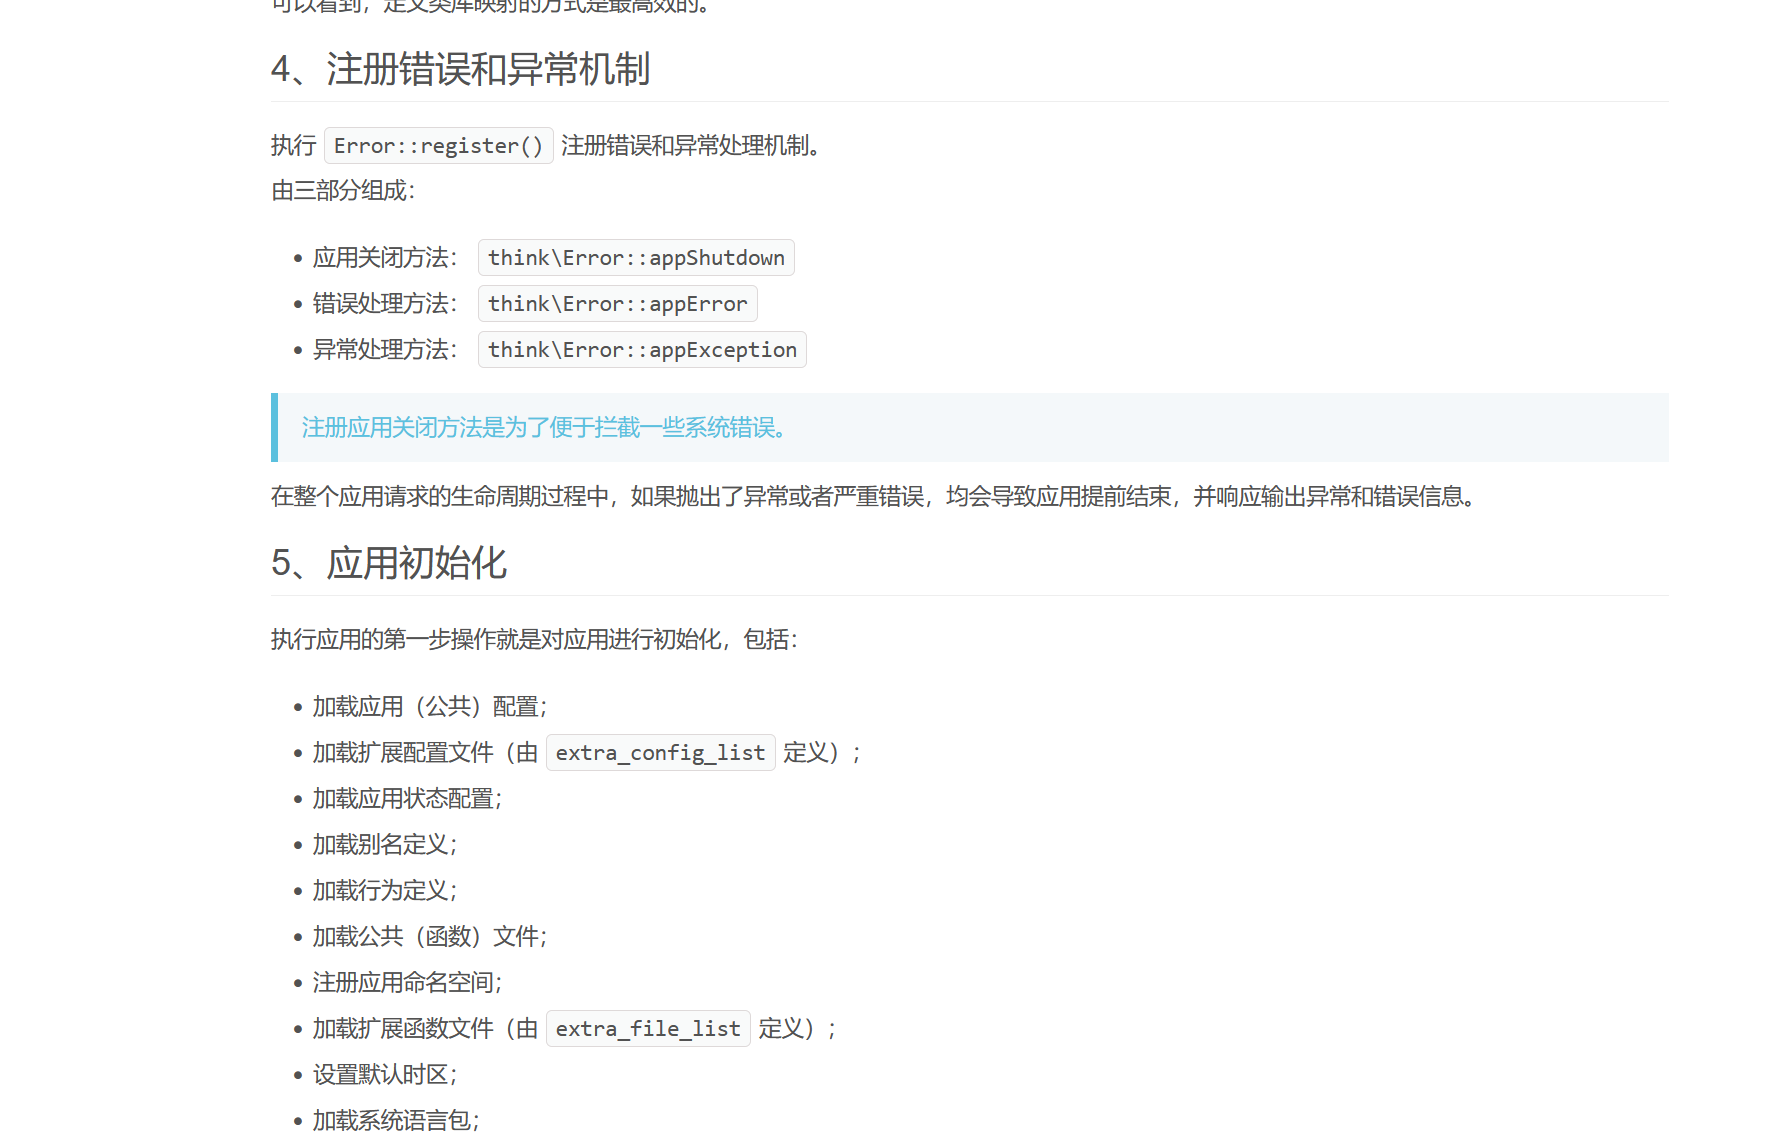 可以看到，定义类库映射的方式是最高效的。
4、注册错误和异常机制
执行 Error::register() 注册错误和异常处理机制。
由三部分组成：
• 应用关闭方法： think\Error::appShutdown
• 错误处理方法： think\Error::appError
• 异常处理方法： think\Error::appException
注册应用关闭方法是为了便于拦截一些系统错误。
在整个应用请求的生命周期过程中，如果抛出了异常或者严重错误，均会导致应用提前结束，并响应输出异常和错误信息。
5、应用初始化
执行应用的第一步操作就是对应用进行初始化，包括：
• 加载应用（公共）配置；
• 加载扩展配置文件（由 extra_config_list 定义）；
• 加载应用状态配置；
• 加载别名定义；
• 加载行为定义；
• 加载公共（函数）文件；
• 注册应用命名空间；
• 加载扩展函数文件（由 extra_file_list 定义）；
• 设置默认时区；
• 加载系统语言包；